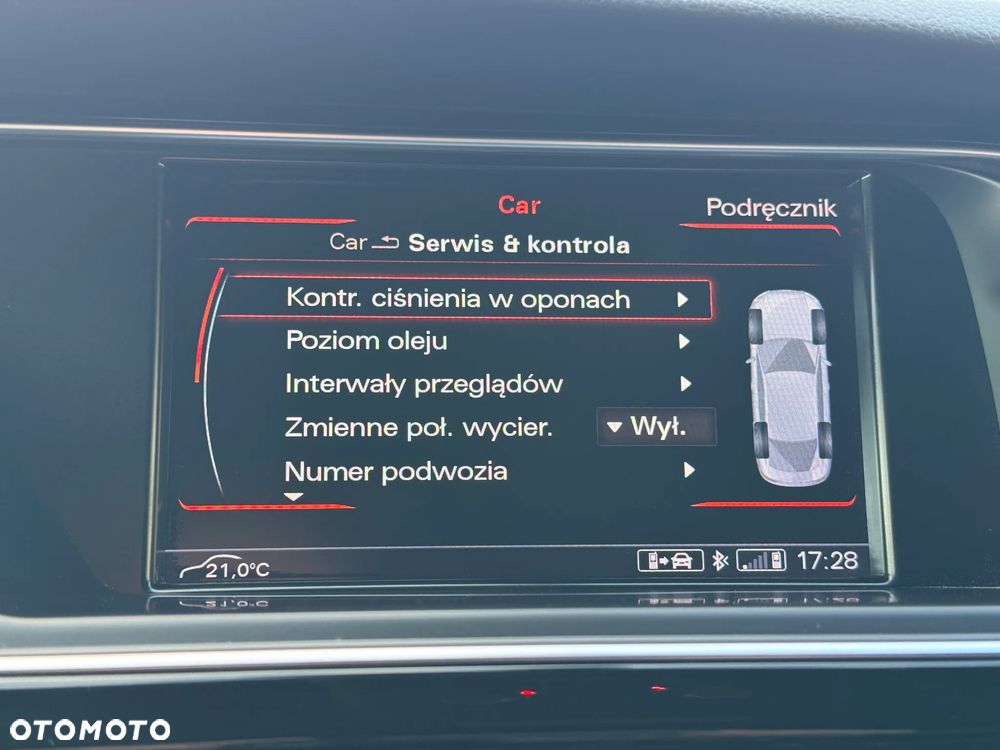 Car
Podręcznik
Car Serwis & kontrola
Kontr. ciśnienia w oponach
Poziom oleju
Interwały przeglądów
Zmienne poł. wycier. Wył.
Numer podwozia
21,0°C 17:28
OTOMOTO